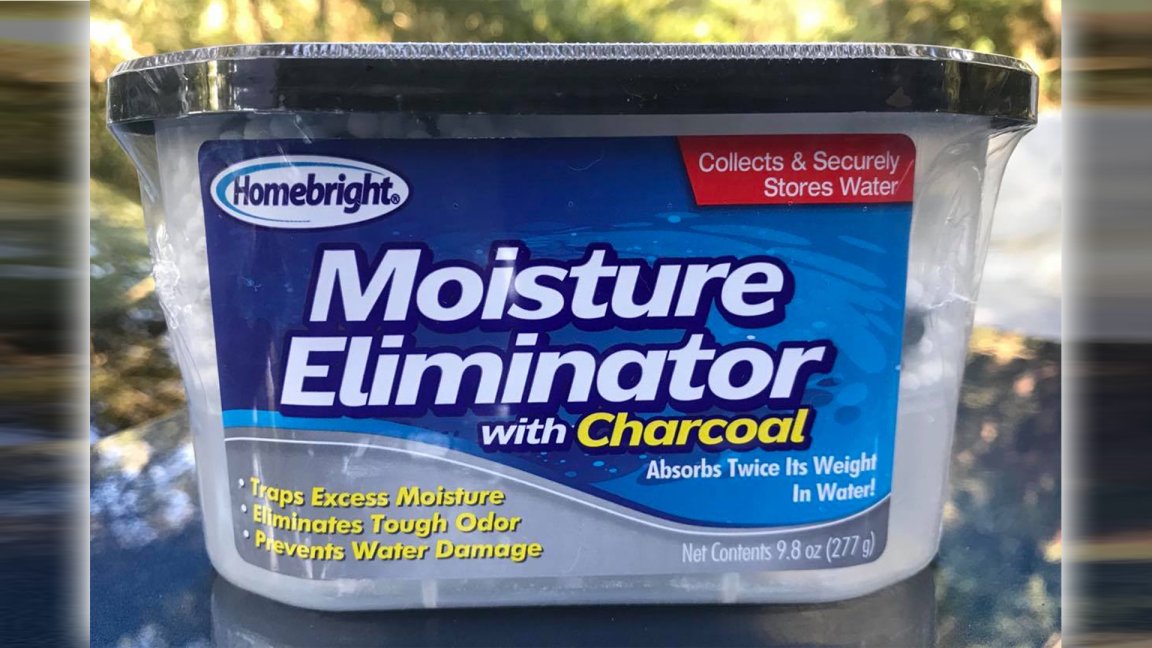 Homebright®
Collects & Securely
Stores Water
Moisture
Eliminator
with Charcoal
Absorbs Twice Its Weight
In Water!
• Traps Excess Moisture
• Eliminates Tough Odor
• Prevents Water Damage
Net Contents 9.8 oz (277 g)